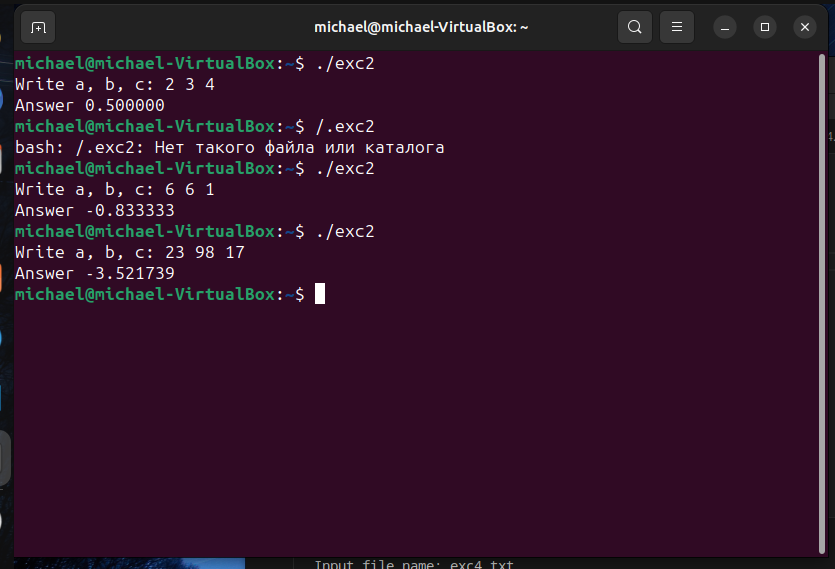 michael@michael-VirtualBox: ~
michael@michael-VirtualBox:~$ ./exc2
Write a, b, c: 2 3 4
Answer 0.500000
michael@michael-VirtualBox:~$ /.exc2
bash: /.exc2: Нет такого файла или каталога
michael@michael-VirtualBox:~$ ./exc2
Write a, b, c: 6 6 1
Answer -0.833333
michael@michael-VirtualBox:~$ ./exc2
Write a, b, c: 23 98 17
Answer -3.521739
michael@michael-VirtualBox:~$
Input file name: exc4.txt